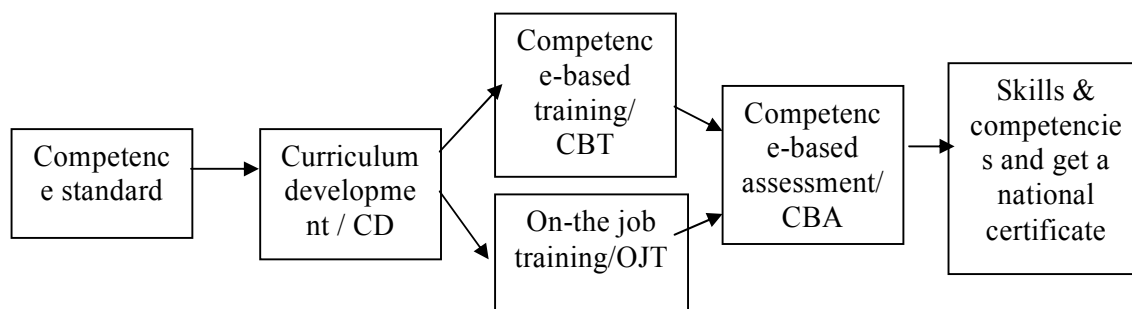 Competenc
e standard
Curriculum
developme
nt / CD
Competenc
e-based
training/
CBT
On-the job
training/OJT
Competenc
e-based
assessment/
CBA
Skills &
competencie
s and get a
national
certificate